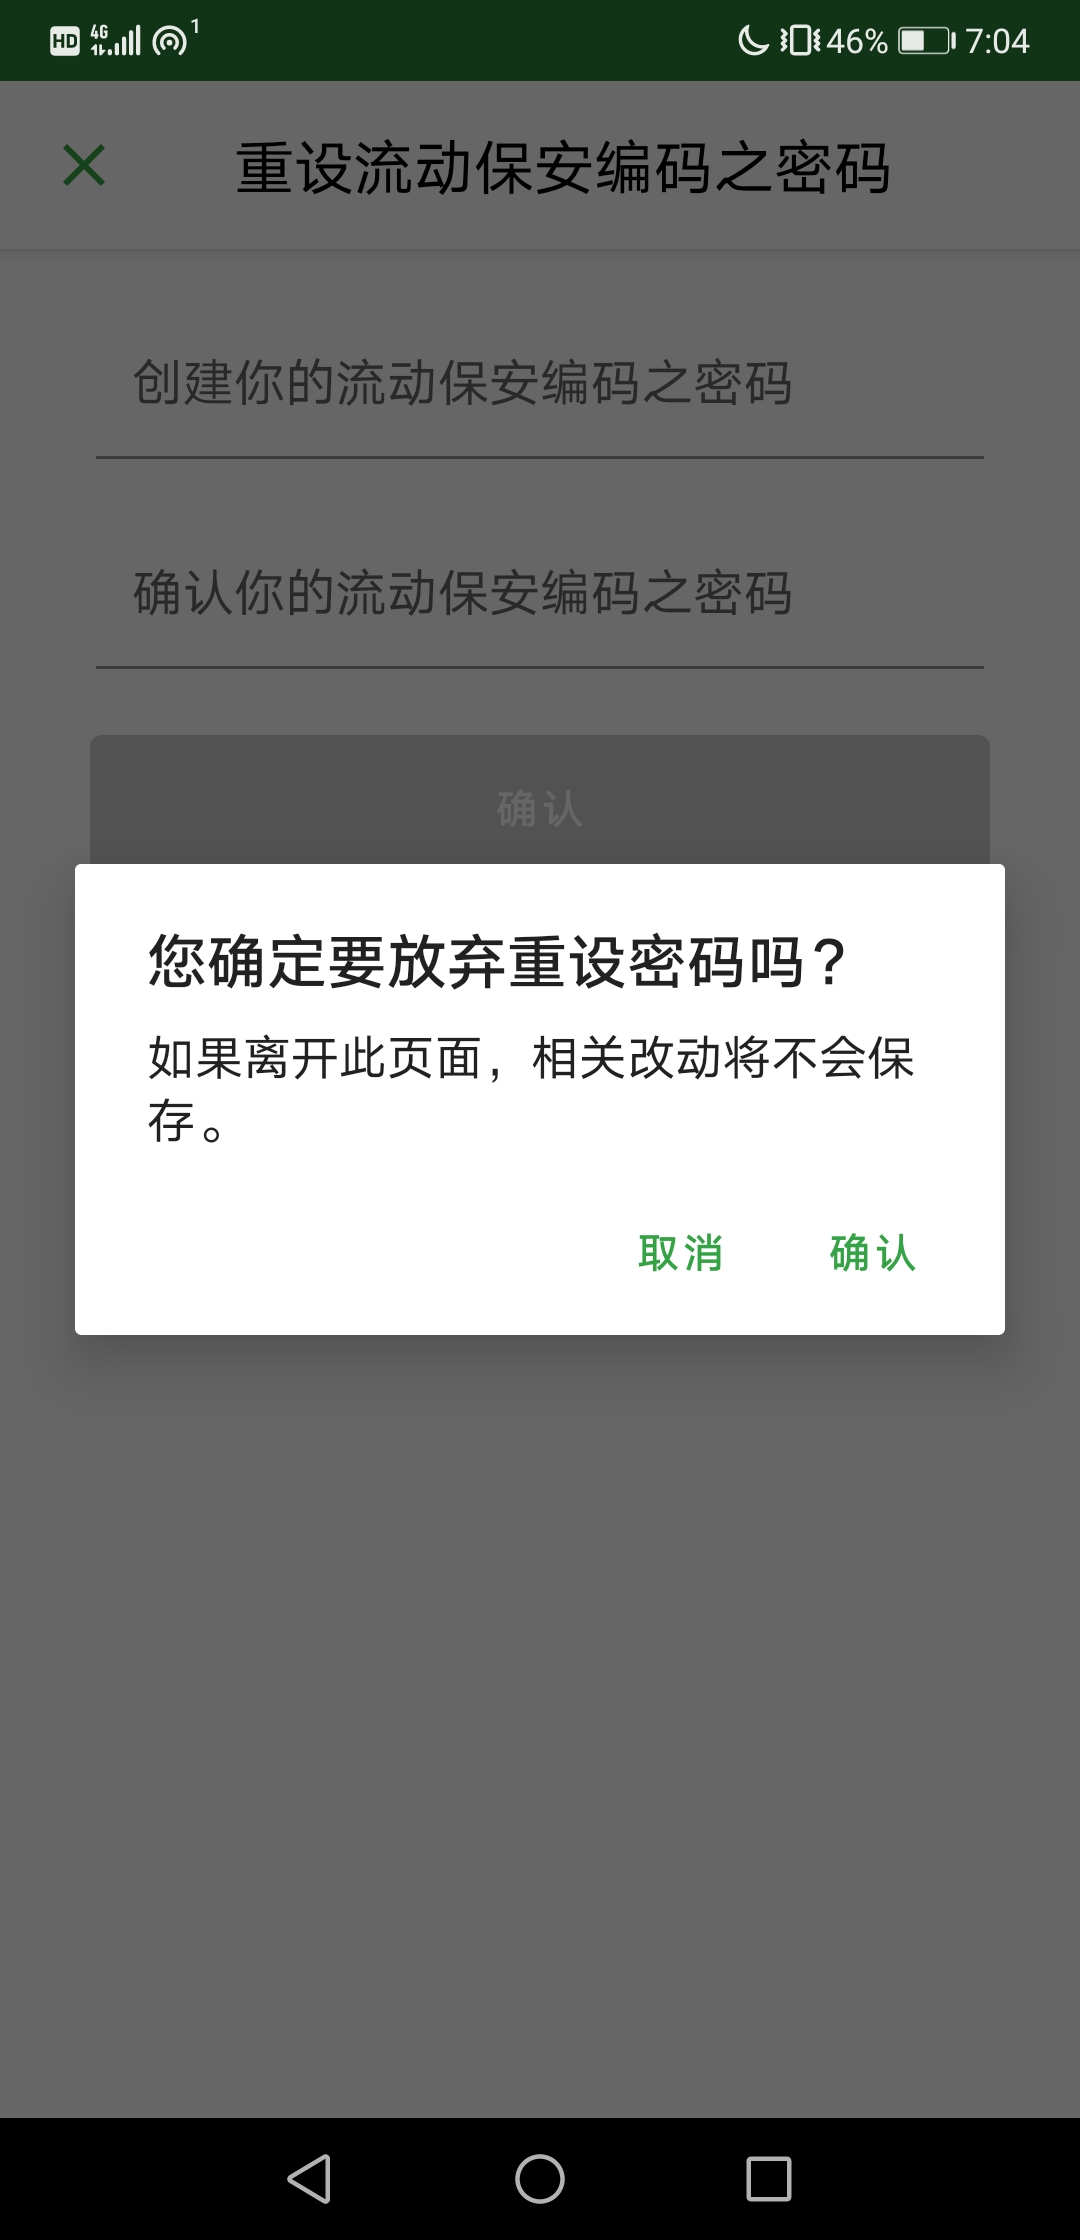 HD 4G 1 46% 7:04
重设流动保安编码之密码
创建你的流动保安编码之密码
确认你的流动保安编码之密码
确认
您确定要放弃重设密码吗？
如果离开此页面，相关改动将不会保
存。
取消 确认